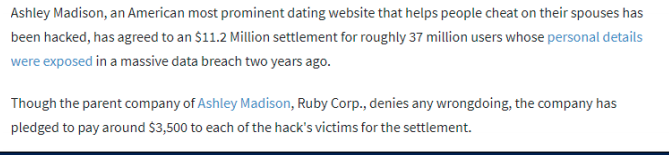 Ashley Madison, an American most prominent dating website that helps people cheat on their spouses has
been hacked, has agreed to an $11.2 Million settlement for roughly 37 million users whose personal details
were exposed in a massive data breach two years ago.
Though the parent company of Ashley Madison, Ruby Corp., denies any wrongdoing, the company has
pledged to pay around $3,500 to each of the hack's victims for the settlement.